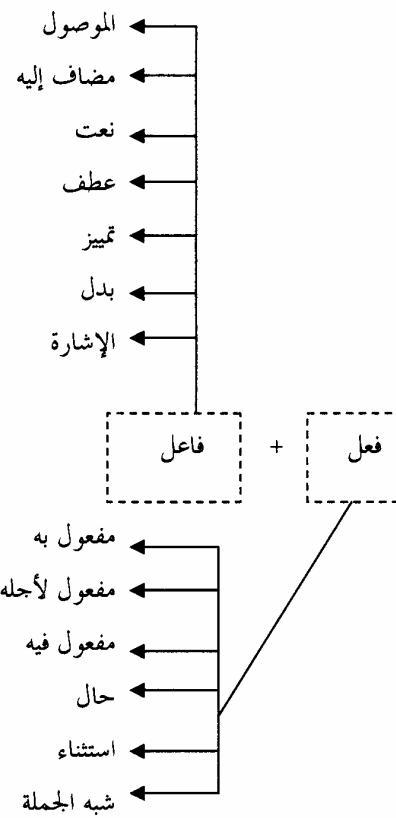 الموصول
مضاف إليه
نعت
عطف
تمييز
بدل
الإشارة
فعل + فاعل
مفعول به
مفعول لأجله
مفعول فيه
حال
استثناء
شبه الجملة